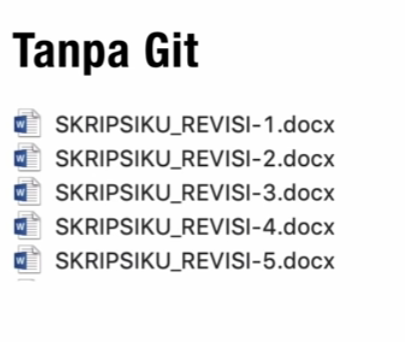 Tanpa Git
SKRIPSIKU_REVISI-1.docx
SKRIPSIKU_REVISI-2.docx
SKRIPSIKU_REVISI-3.docx
SKRIPSIKU_REVISI-4.docx
SKRIPSIKU_REVISI-5.docx